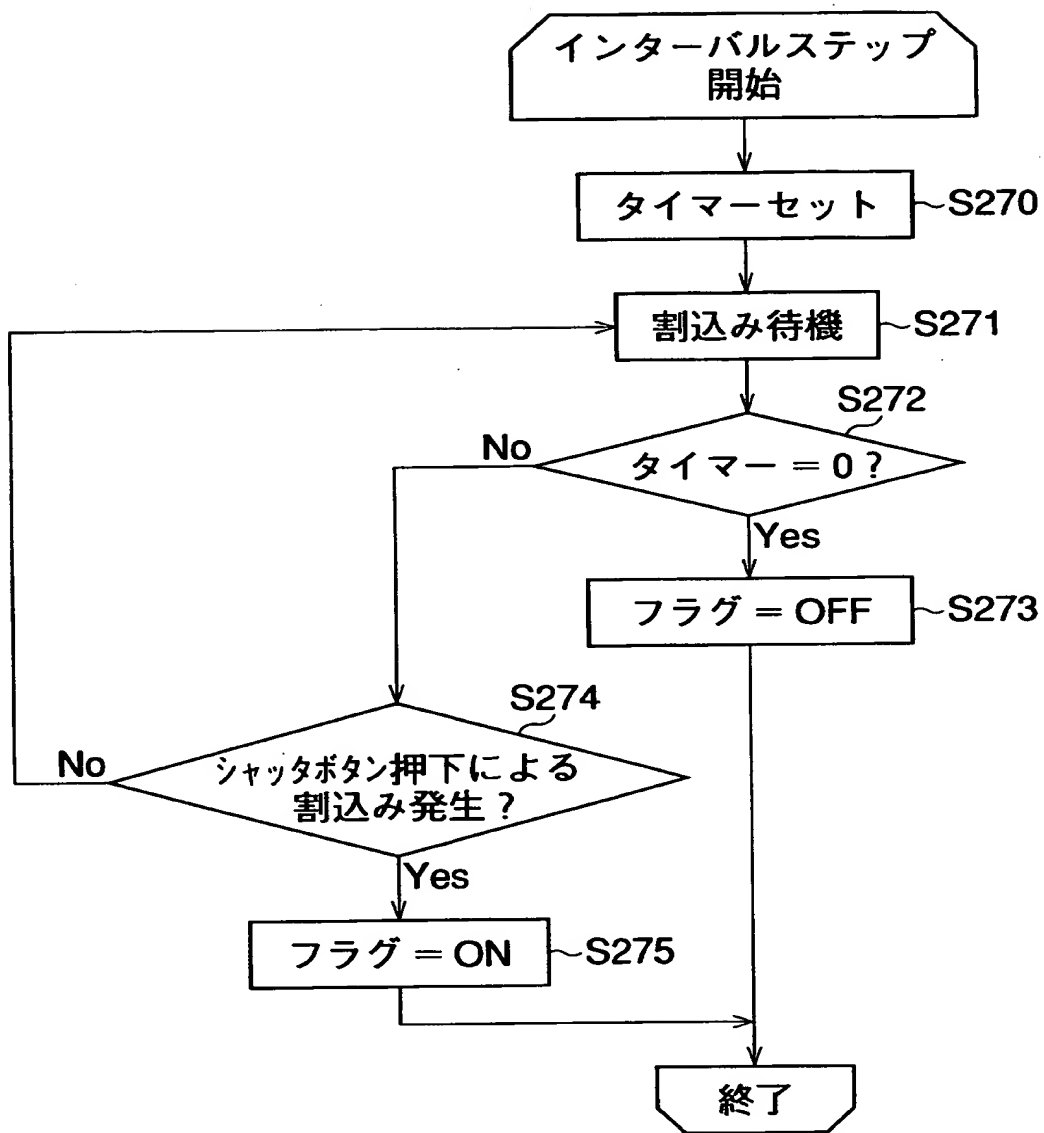 インターバルステップ
開始
タイマーセット
S270
割込み待機
S271
S272
タイマー = 0 ?
No
Yes
フラグ = OFF
S273
S274
シャッタボタン押下による
割込み発生 ?
No
Yes
フラグ = ON
S275
終了